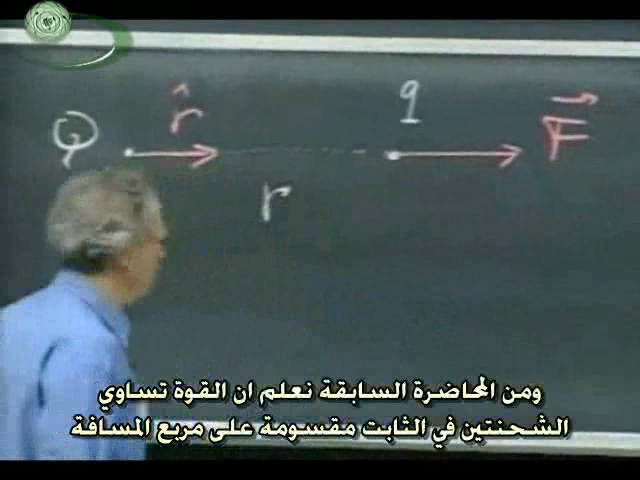 Q r̂ q F⃗
r
ومن المحاضرة السابقة نعلم ان القوة تساوي
الشحنتين في الثابت مقسومة على مربع المسافة